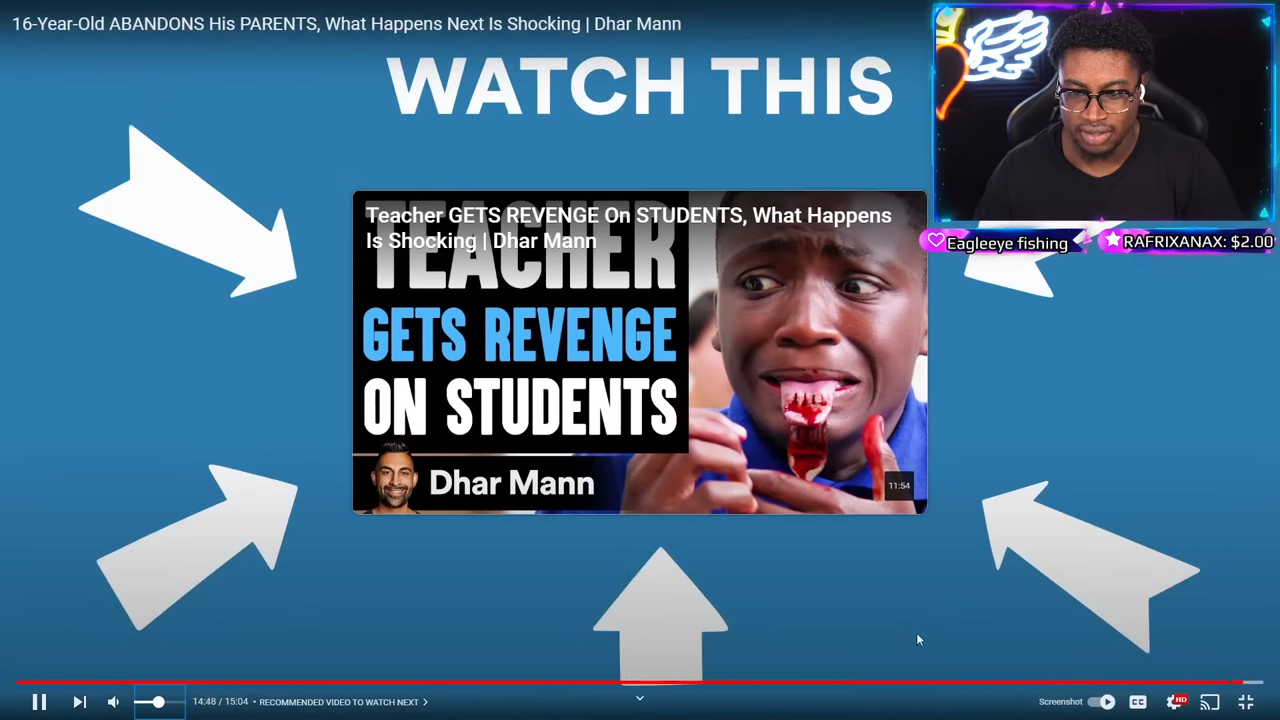 16-Year-Old ABANDONS His PARENTS, What Happens Next Is Shocking | Dhar Mann
WATCH THIS
Teacher GETS REVENGE On STUDENTS, What Happens
Is Shocking | Dhar Mann
TEACHER
GETS REVENGE
ON STUDENTS
Dhar Mann
11:54
Eagleeye fishing
RAFRIXANAX: $2.00
14:48 / 15:04 • RECOMMENDED VIDEO TO WATCH NEXT
Screenshot
CC
HD